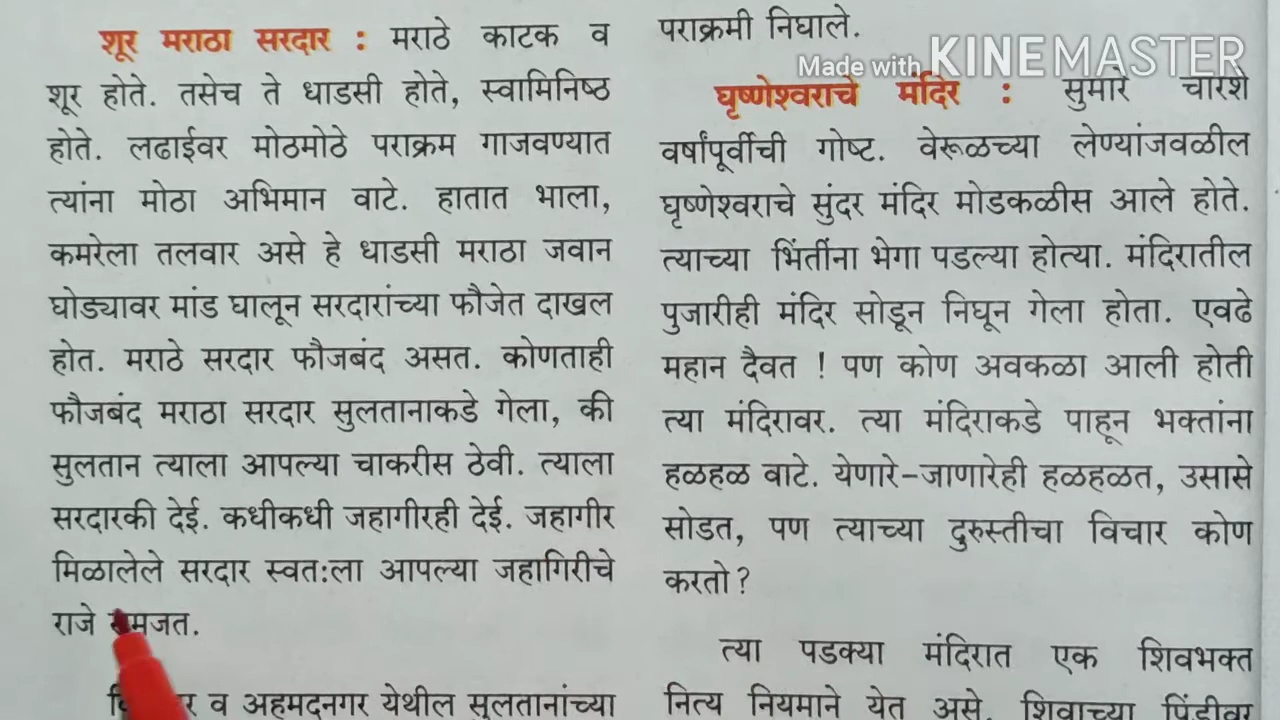 शूर मराठा सरदार : मराठे काटक व
शूर होते. तसेच ते धाडसी होते, स्वामिनिष्ठ
होते. लढाईवर मोठमोठे पराक्रम गाजवण्यात
त्यांना मोठा अभिमान वाटे. हातात भाला,
कमरेला तलवार असे हे धाडसी मराठा जवान
घोड्यावर मांड घालून सरदारांच्या फौजेत दाखल
होत. मराठे सरदार फौजबंद असत. कोणताही
फौजबंद मराठा सरदार सुलतानाकडे गेला, की
सुलतान त्याला आपल्या चाकरीस ठेवी. त्याला
सरदारकी देई. कधीकधी जहागीरही देई. जहागीर
मिळालेले सरदार स्वत:ला आपल्या जहागिरीचे
राजे समजत.
व अहमदनगर येथील सुलतानांच्या
पराक्रमी निघाले.
Made with KINEMASTER
घृष्णेश्वराचे मंदिर : सुमारे चारशे
वर्षांपूर्वीची गोष्ट. वेरूळच्या लेण्यांजवळील
घृष्णेश्वराचे सुंदर मंदिर मोडकळीस आले होते.
त्याच्या भिंतींना भेगा पडल्या होत्या. मंदिरातील
पुजारीही मंदिर सोडून निघून गेला होता. एवढे
महान दैवत ! पण कोण अवकळा आली होती
त्या मंदिरावर. त्या मंदिराकडे पाहून भक्तांना
हळहळ वाटे. येणारे-जाणारेही हळहळत, उसासे
सोडत, पण त्याच्या दुरुस्तीचा विचार कोण
करतो?
त्या पडक्या मंदिरात एक शिवभक्त
नित्य नियमाने येत असे. शिवाच्या पिंडीवर